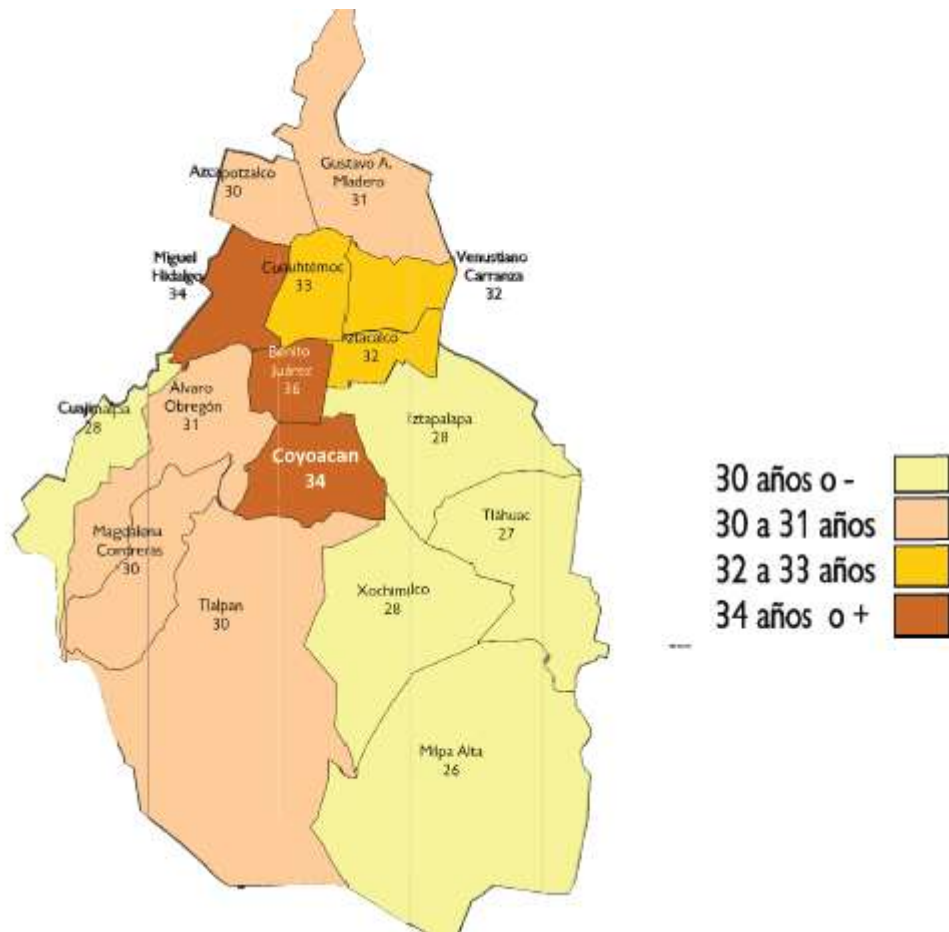 Azcapotzalco
30
Gustavo A.
Madero
31
Miguel
Hidalgo
34
Cuauhtémoc
33
Venustiano
Carranza
32
Iztacalco
32
Benito
Juárez
36
Cuajimalpa
28
Alvaro
Obregón
31
Iztapalapa
28
Coyoacan
34
Magdalena
Contreras
30
Tláhuac
27
Tlalpan
30
Xochimilco
28
Milpa Alta
26
30 años o -
30 a 31 años
32 a 33 años
34 años o +